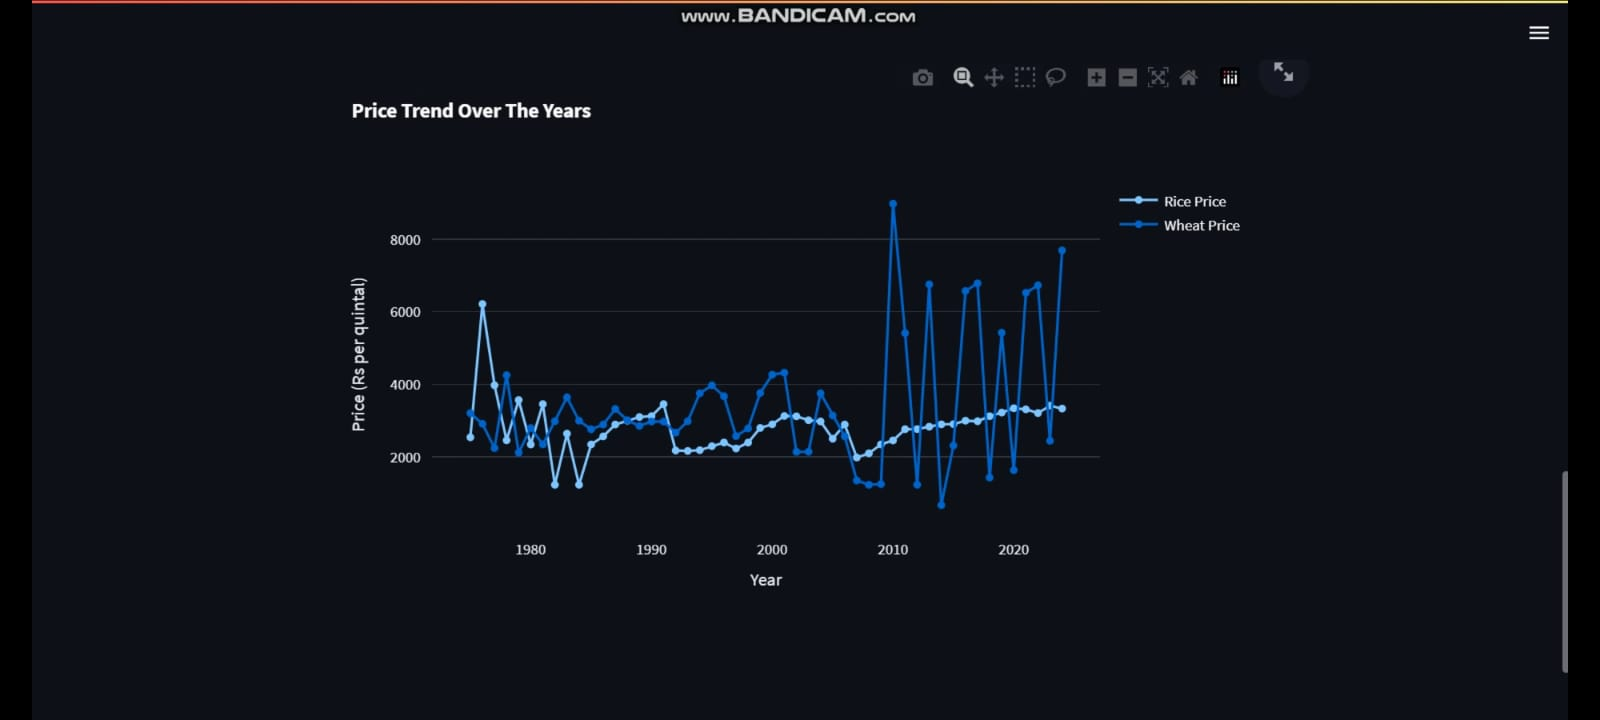 www.BANDICAM.com
Price Trend Over The Years
Rice Price
Wheat Price
Price (Rs per quintal)
8000
6000
4000
2000
1980 1990 2000 2010 2020
Year